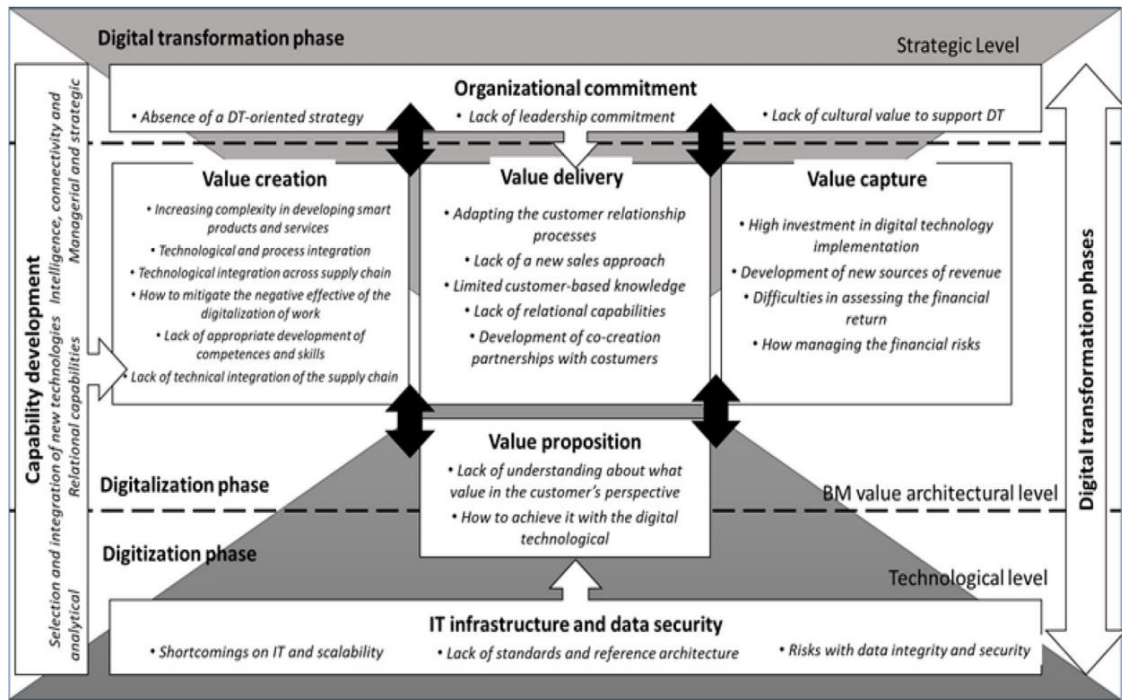 Digital transformation phase
Strategic Level
Organizational commitment
• Absence of a DT-oriented strategy
• Lack of leadership commitment
• Lack of cultural value to support DT
Value creation
• Increasing complexity in developing smart
products and services
• Technological and process integration
• Technological integration across supply chain
• How to mitigate the negative effective of the
digitalization of work
• Lack of appropriate development of
competences and skills
• Lack of technical integration of the supply chain
Value delivery
• Adapting the customer relationship
processes
• Lack of a new sales approach
• Limited customer-based knowledge
• Lack of relational capabilities
• Development of co-creation
partnerships with costumers
Value capture
• High investment in digital technology
implementation
• Development of new sources of revenue
• Difficulties in assessing the financial
return
• How managing the financial risks
Value proposition
• Lack of understanding about what
value in the customer's perspective
• How to achieve it with the digital
technological
Digitalization phase
BM value architectural level
Digitization phase
Technological level
IT infrastructure and data security
• Shortcomings on IT and scalability
• Lack of standards and reference architecture
• Risks with data integrity and security
Capability development
Selection and integration of new technologies Intelligence, connectivity and
analytical Relational capabilities Managerial and strategic
Digital transformation phases